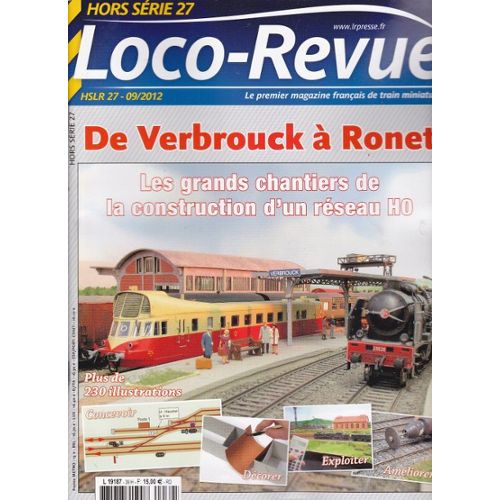 HORS SÉRIE 27
www.lrpresse.fr
Loco-Revue
HSLR 27 - 09/2012
Le premier magazine français de train miniatu
HORS SÉRIE 27
De Verbrouck à Ronet
Les grands chantiers de
la construction d'un réseau HO
VERBROUCK
Plus de
230 illustrations
Concevoir
Décorer
Exploiter
Améliorer
L 19187 - 36 H - F: 15,00 € - RD